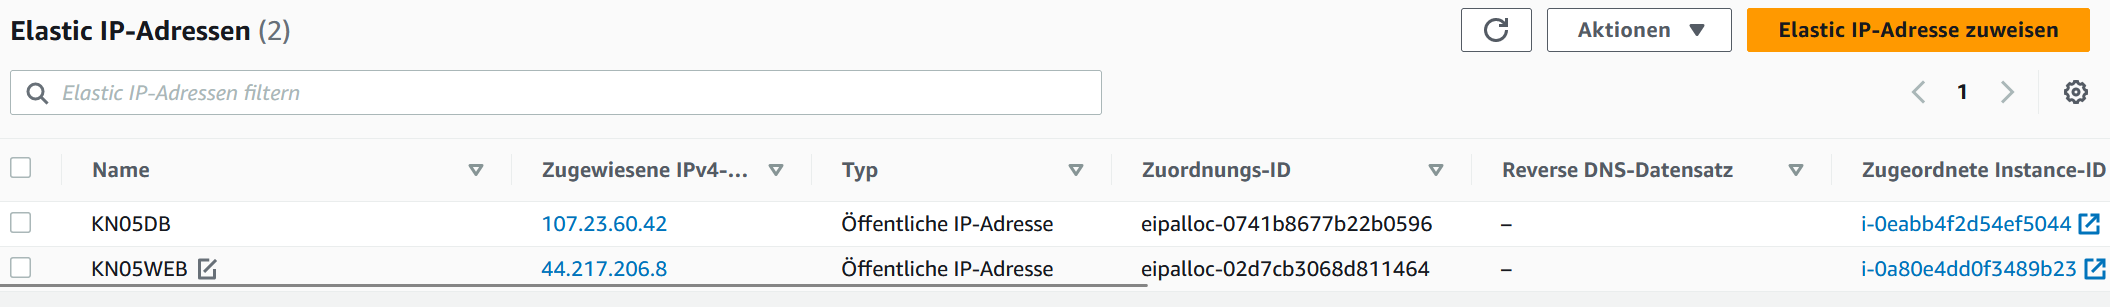 Elastic IP-Adressen (2)
Aktionen
Elastic IP-Adresse zuweisen
Elastic IP-Adressen filtern
1
Name Zugewiesene IPv4-... Typ Zuordnungs-ID Reverse DNS-Datensatz Zugeordnete Instance-ID
KN05DB 107.23.60.42 Öffentliche IP-Adresse eipalloc-0741b8677b22b0596 – i-0eabb4f2d54ef5044
KN05WEB 44.217.206.8 Öffentliche IP-Adresse eipalloc-02d7cb3068d811464 – i-0a80e4dd0f3489b23